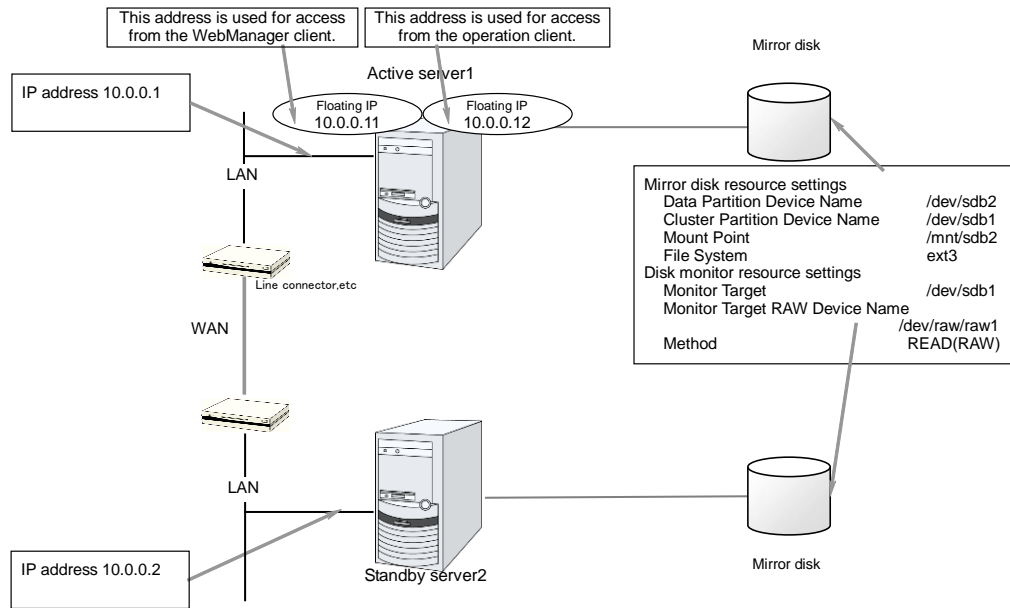 This address is used for access
from the WebManager client.
This address is used for access
from the operation client.
Mirror disk
Active server1
IP address 10.0.0.1
Floating IP
10.0.0.11
Floating IP
10.0.0.12
LAN
Mirror disk resource settings
Data Partition Device Name /dev/sdb2
Cluster Partition Device Name /dev/sdb1
Mount Point /mnt/sdb2
File System ext3
Disk monitor resource settings
Monitor Target /dev/sdb1
Monitor Target RAW Device Name
/dev/raw/raw1
Method READ(RAW)
Line connector,etc
WAN
LAN
IP address 10.0.0.2
Standby server2
Mirror disk